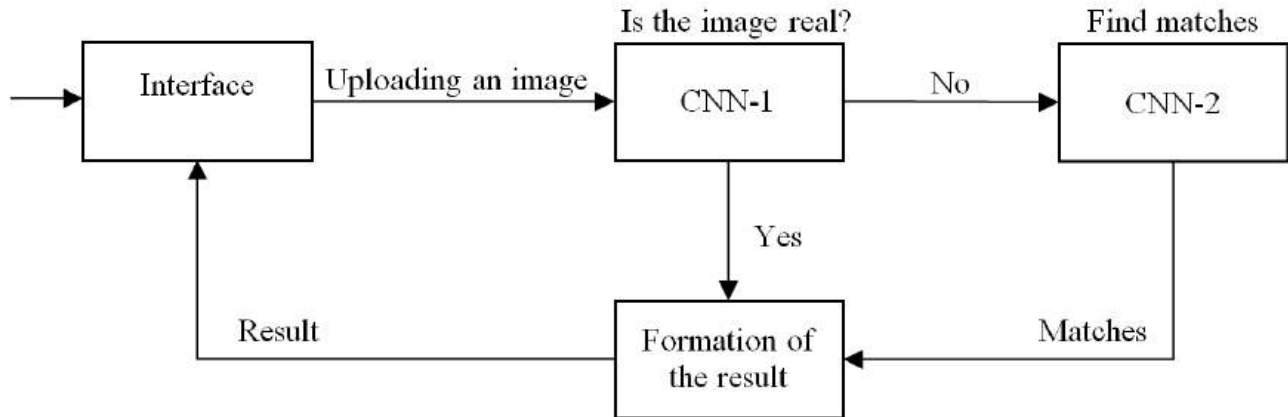 Is the image real?
Find matches
Interface
Uploading an image
CNN-1
No
CNN-2
Yes
Result
Formation of
the result
Matches